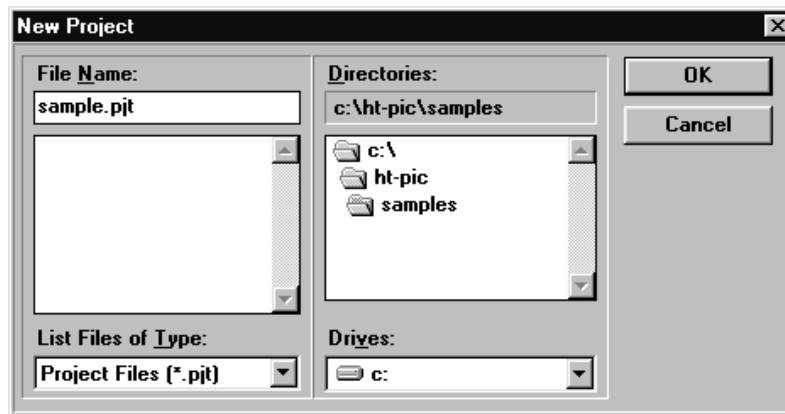 New Project
File Name:
sample.pjt
List Files of Type:
Project Files (*.pjt)
Directories:
c:\ht-pic\samples
c:\
ht-pic
samples
Drives:
c:
OK
Cancel